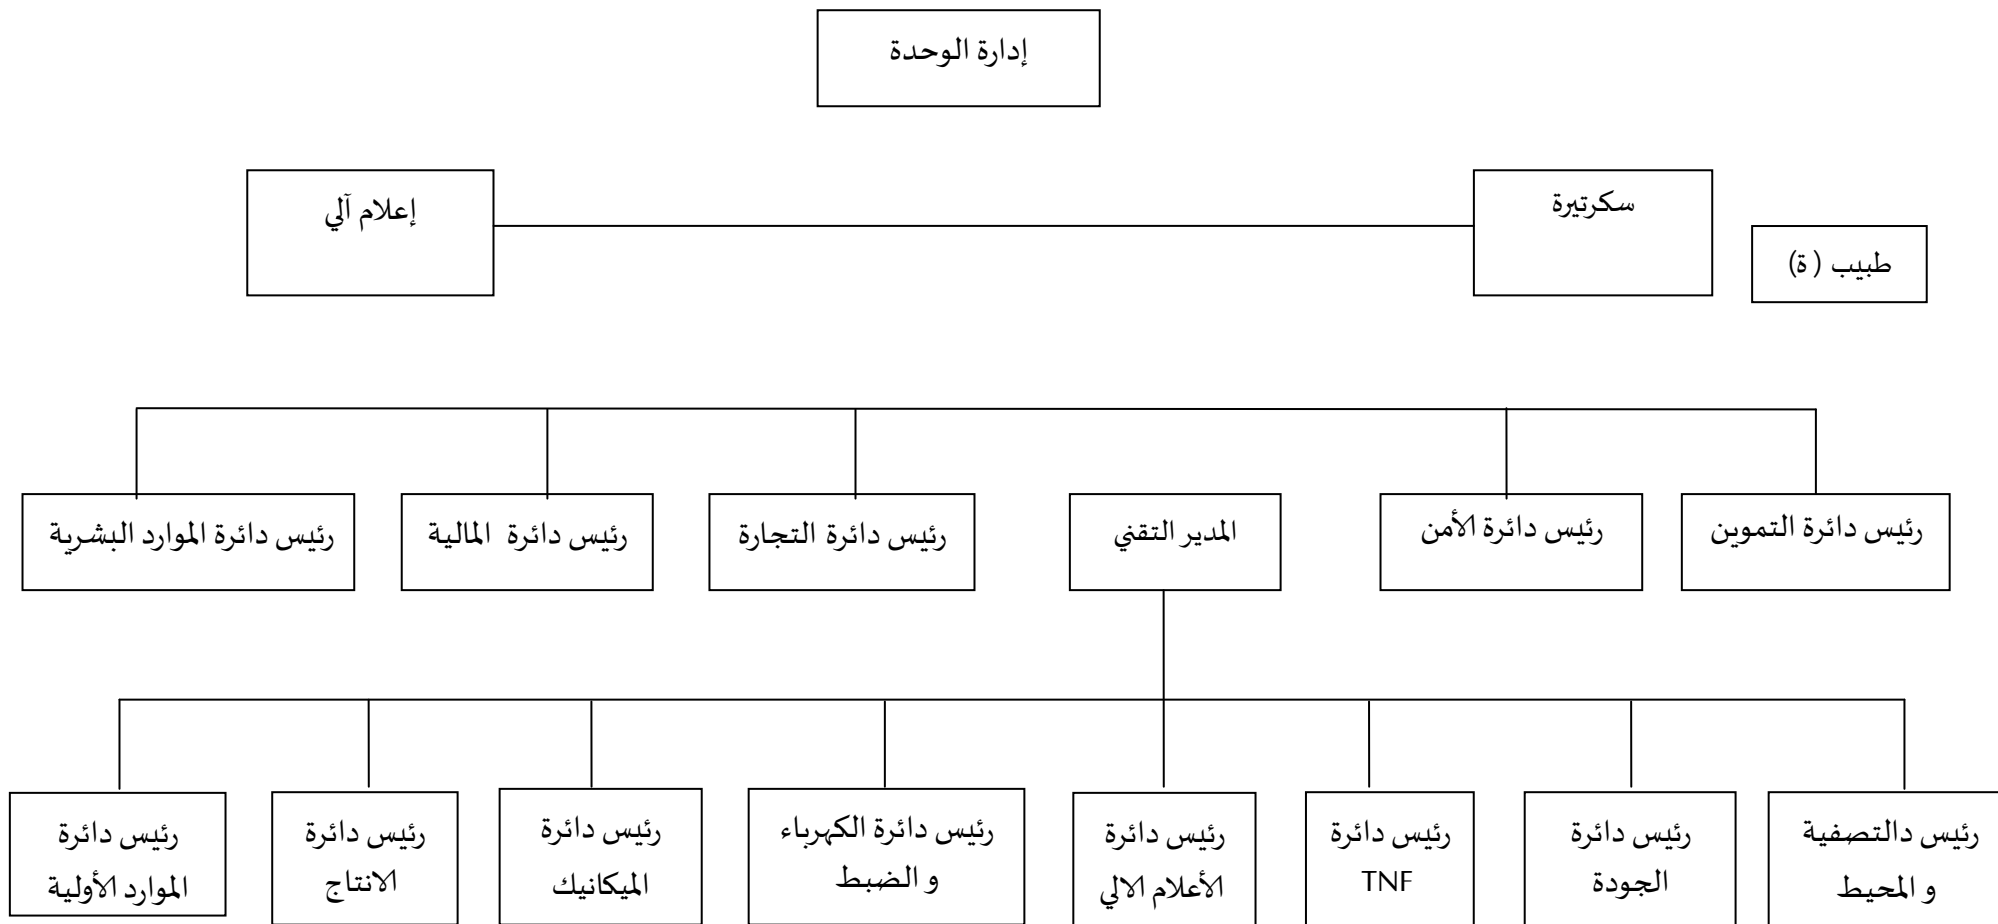 إدارة الوحدة
سكرتيرة
إعلام آلي
طبيب ( ة)
رئيس دائرة التموين
رئيس دائرة الأمن
المدير التقني
رئيس دائرة التجارة
رئيس دائرة المالية
رئيس دائرة الموارد البشرية
رئيس دالتصفية
و المحيط
رئيس دائرة
الجودة
رئيس دائرة
TNF
رئيس دائرة
الأعلام الالي
رئيس دائرة الكهرباء
و الضبط
رئيس دائرة
الميكانيك
رئيس دائرة
الانتاج
رئيس دائرة
الموارد الأولية